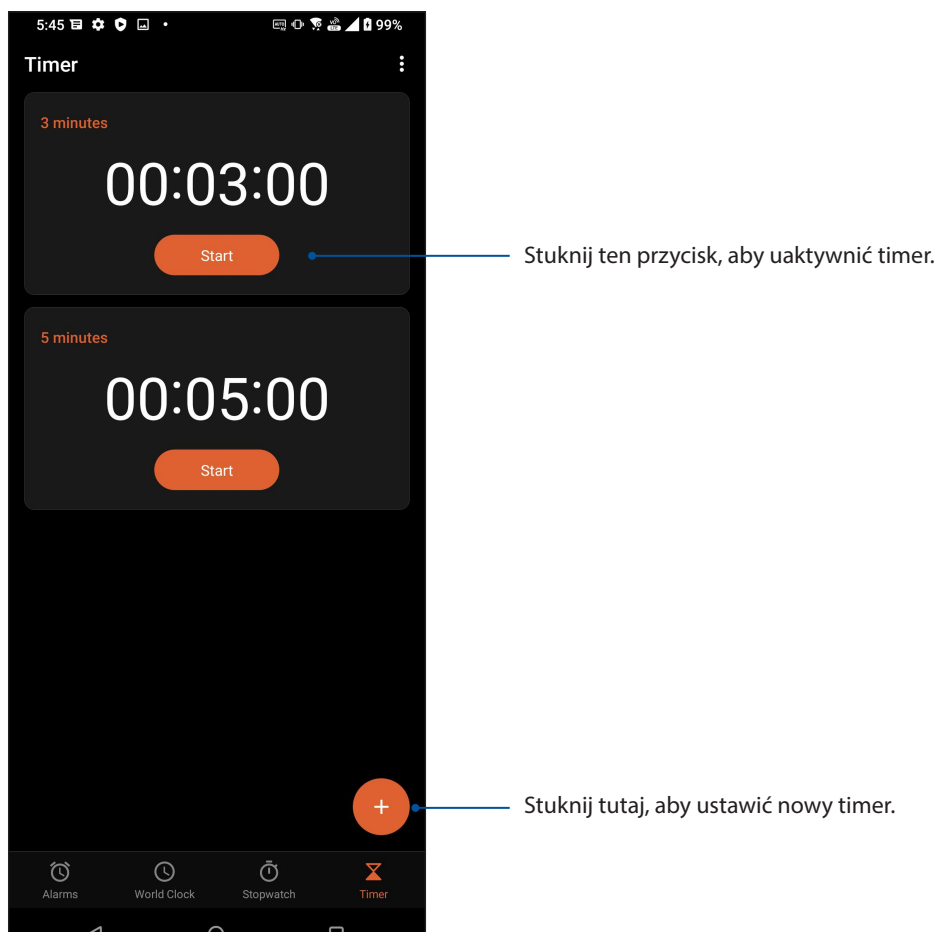 5:45 99%
Timer
3 minutes
00:03:00
Start
Stuknij ten przycisk, aby uaktywnić timer.
5 minutes
00:05:00
Start
+
Stuknij tutaj, aby ustawić nowy timer.
Alarms World Clock Stopwatch Timer